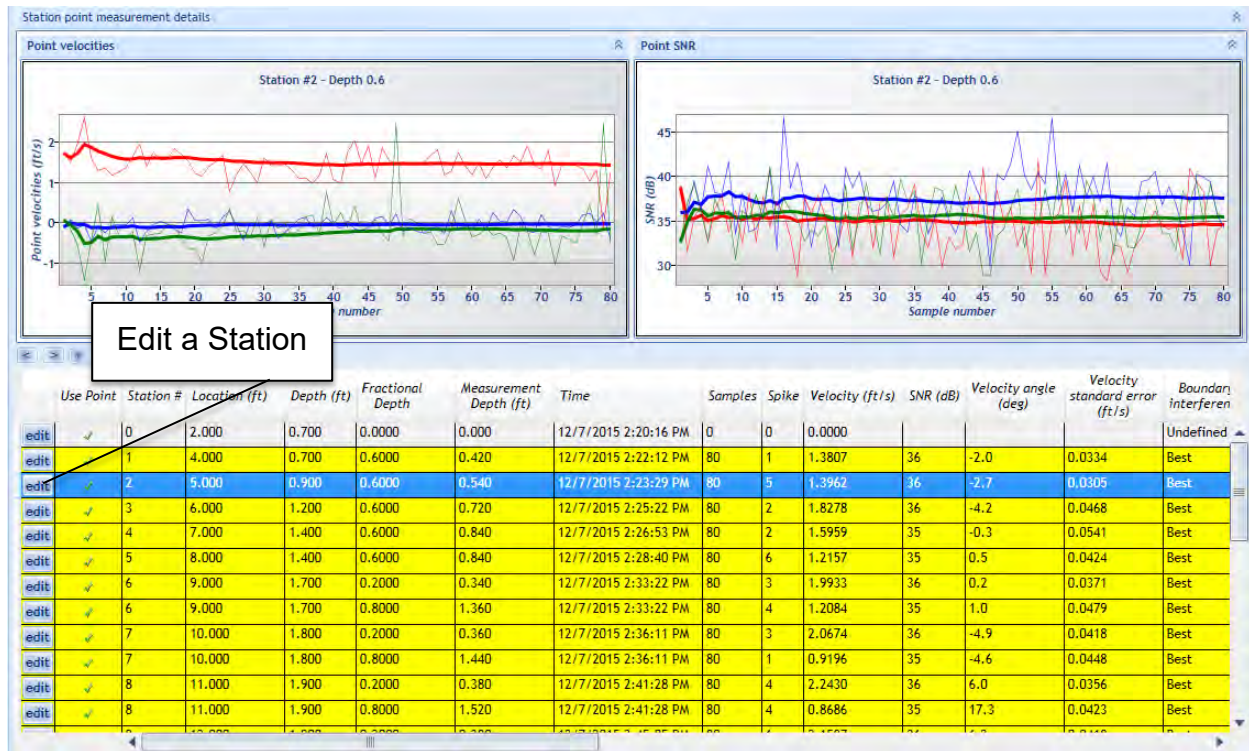 Station point measurement details
Point velocities
Point SNR
Station #2 - Depth 0.6
Station #2 - Depth 0.6
Point velocities (ft/s)
2
1
0
-1
5 10 15 20 25 30 35 40 45 50 55 60 65 70 75 80
number
SNR (dB)
45
40
35
30
5 10 15 20 25 30 35 40 45 50 55 60 65 70 75 80
Sample number
Edit a Station
Use Point Station # Location (ft) Depth (ft) Fractional Depth Measurement Depth (ft) Time Samples Spike Velocity (ft/s) SNR (dB) Velocity angle (deg) Velocity standard error (ft/s) Boundary interferen
edit 0 2.000 0.700 0.0000 0.000 12/7/2015 2:20:16 PM 0 0 0.0000 Undefined
edit 1 4.000 0.700 0.6000 0.420 12/7/2015 2:22:12 PM 80 1 1.3807 36 -2.0 0.0334 Best
edit 2 5.000 0.900 0.6000 0.540 12/7/2015 2:23:29 PM 80 5 1.3962 36 -2.7 0.0305 Best
edit 3 6.000 1.200 0.6000 0.720 12/7/2015 2:25:22 PM 80 2 1.8278 36 -4.2 0.0468 Best
edit 4 7.000 1.400 0.6000 0.840 12/7/2015 2:26:53 PM 80 2 1.5959 35 -0.3 0.0541 Best
edit 5 8.000 1.400 0.6000 0.840 12/7/2015 2:28:40 PM 80 6 1.2157 35 0.5 0.0424 Best
edit 6 9.000 1.700 0.2000 0.340 12/7/2015 2:33:22 PM 80 3 1.9933 36 0.2 0.0371 Best
edit 6 9.000 1.700 0.8000 1.360 12/7/2015 2:33:22 PM 80 4 1.2084 35 1.0 0.0479 Best
edit 7 10.000 1.800 0.2000 0.360 12/7/2015 2:36:11 PM 80 3 2.0674 36 -4.9 0.0418 Best
edit 7 10.000 1.800 0.8000 1.440 12/7/2015 2:36:11 PM 80 1 0.9196 35 -4.6 0.0448 Best
edit 8 11.000 1.900 0.2000 0.380 12/7/2015 2:41:28 PM 80 4 2.2430 36 6.0 0.0356 Best
edit 8 11.000 1.900 0.8000 1.520 12/7/2015 2:41:28 PM 80 4 0.8686 35 17.3 0.0423 Best